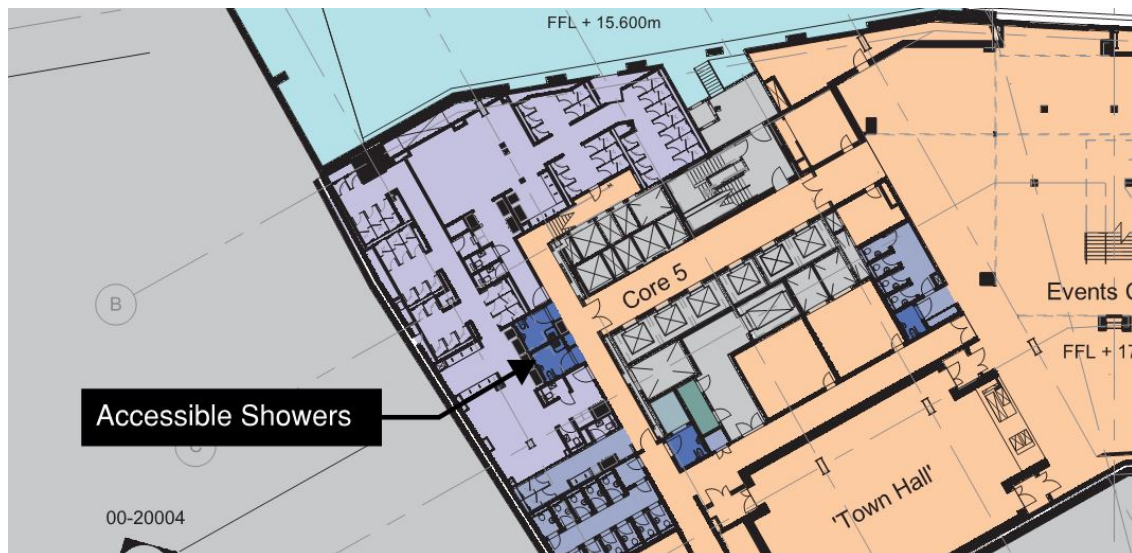 FFL + 15.600m
B
Core 5
Events
FFL + 17
Accessible Showers
C
00-20004
'Town Hall'